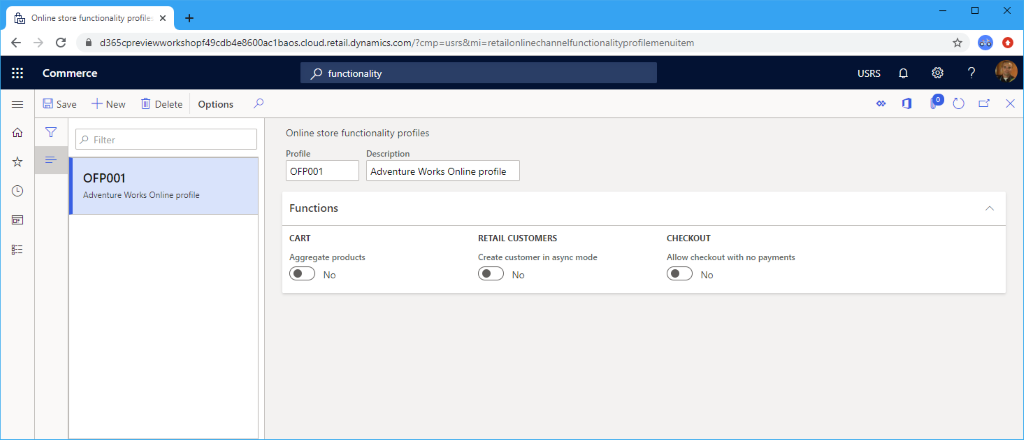 Online store functionality profile
d365cpreviewworkshopf49cdb4e8600ac1baos.cloud.retail.dynamics.com/?cmp=usrs&mi=retailonlinechannelfunctionalityprofilemenuitem
Commerce
functionality
USRS
?
Save
New
Delete
Options
0
Filter
OFP001
Adventure Works Online profile
Online store functionality profiles
Profile
Description
OFP001
Adventure Works Online profile
Functions
CART
RETAIL CUSTOMERS
CHECKOUT
Aggregate products
Create customer in async mode
Allow checkout with no payments
No
No
No